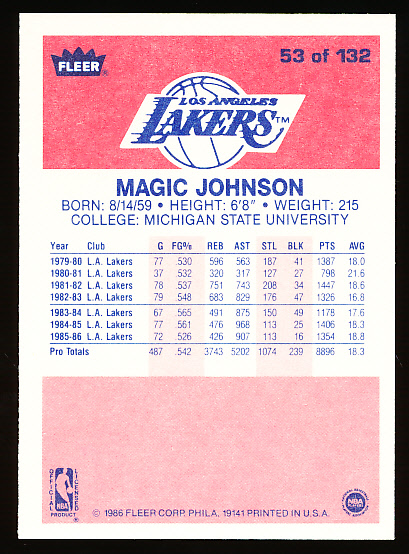 FLEER
53 of 132
LOS ANGELES
LAKERS™
MAGIC JOHNSON
BORN: 8/14/59 • HEIGHT: 6'8" • WEIGHT: 215
COLLEGE: MICHIGAN STATE UNIVERSITY
Year Club G FG% REB AST STL BLK PTS AVG
1979-80 L.A. Lakers 77 .530 596 563 187 41 1387 18.0
1980-81 L.A. Lakers 37 .532 320 317 127 27 798 21.6
1981-82 L.A. Lakers 78 .537 751 743 208 34 1447 18.6
1982-83 L.A. Lakers 79 .548 683 829 176 47 1326 16.8
1983-84 L.A. Lakers 67 .565 491 875 150 49 1178 17.6
1984-85 L.A. Lakers 77 .561 476 968 113 25 1406 18.3
1985-86 L.A. Lakers 72 .526 426 907 113 16 1354 18.8
Pro Totals 487 .542 3743 5202 1074 239 8896 18.3
OFFICIAL LICENSED
NBA
PRODUCT
© 1986 FLEER CORP. PHILA. 19141 PRINTED IN U.S.A.
NBA